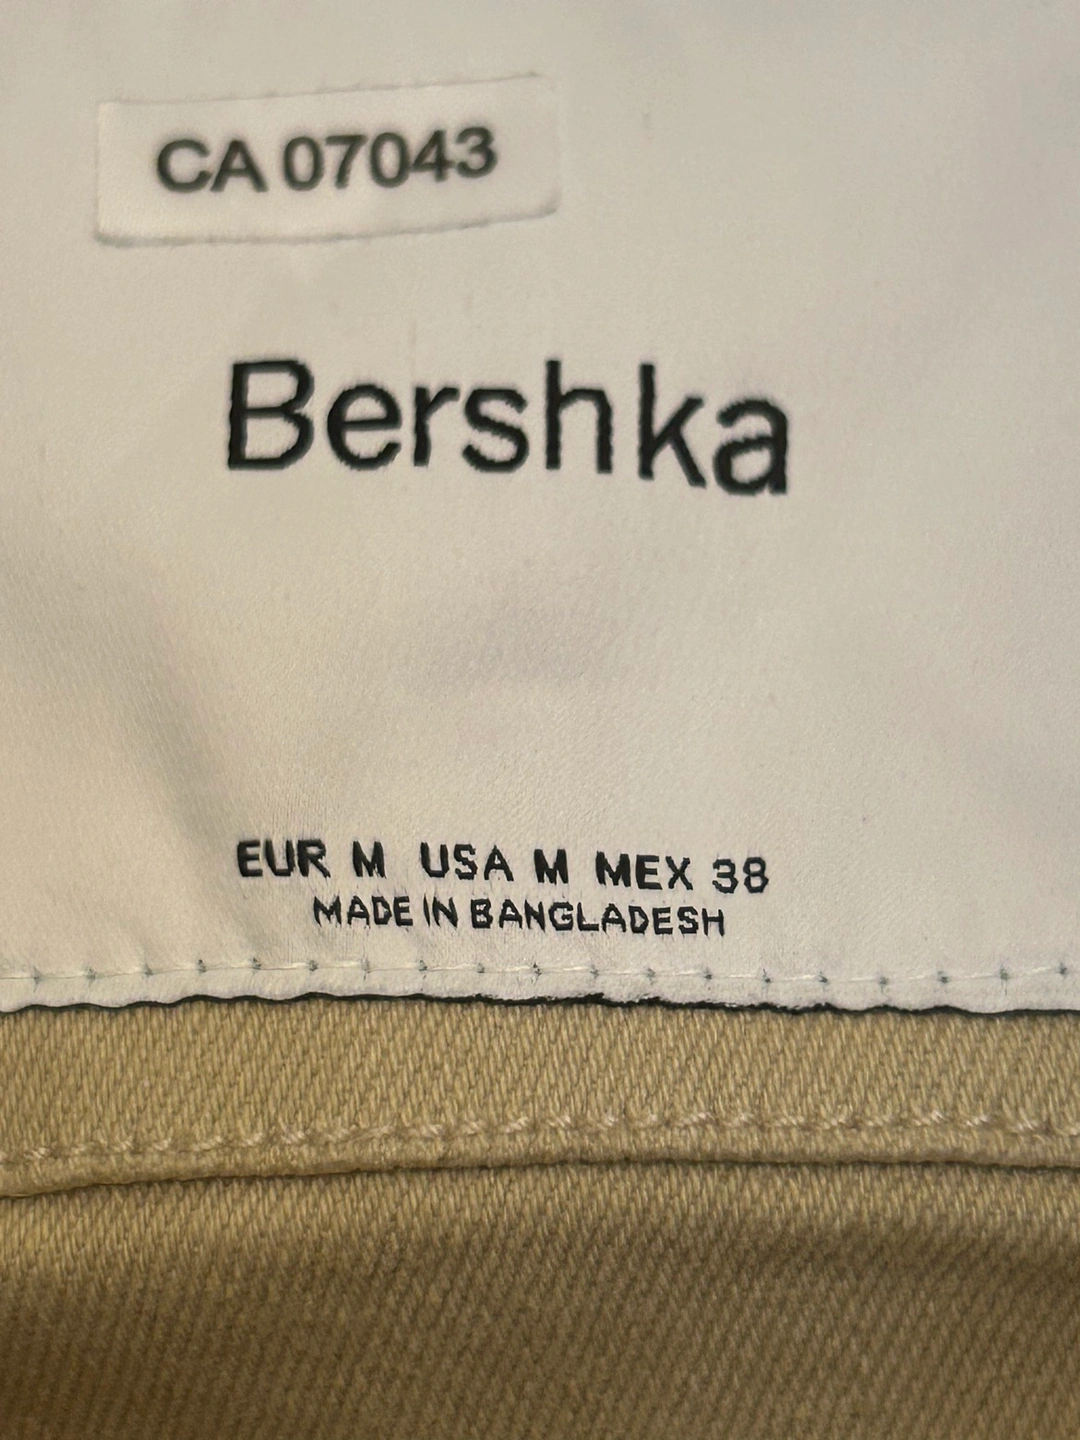 CA 07043
Bershka
EUR M USA M MEX 38
MADE IN BANGLADESH